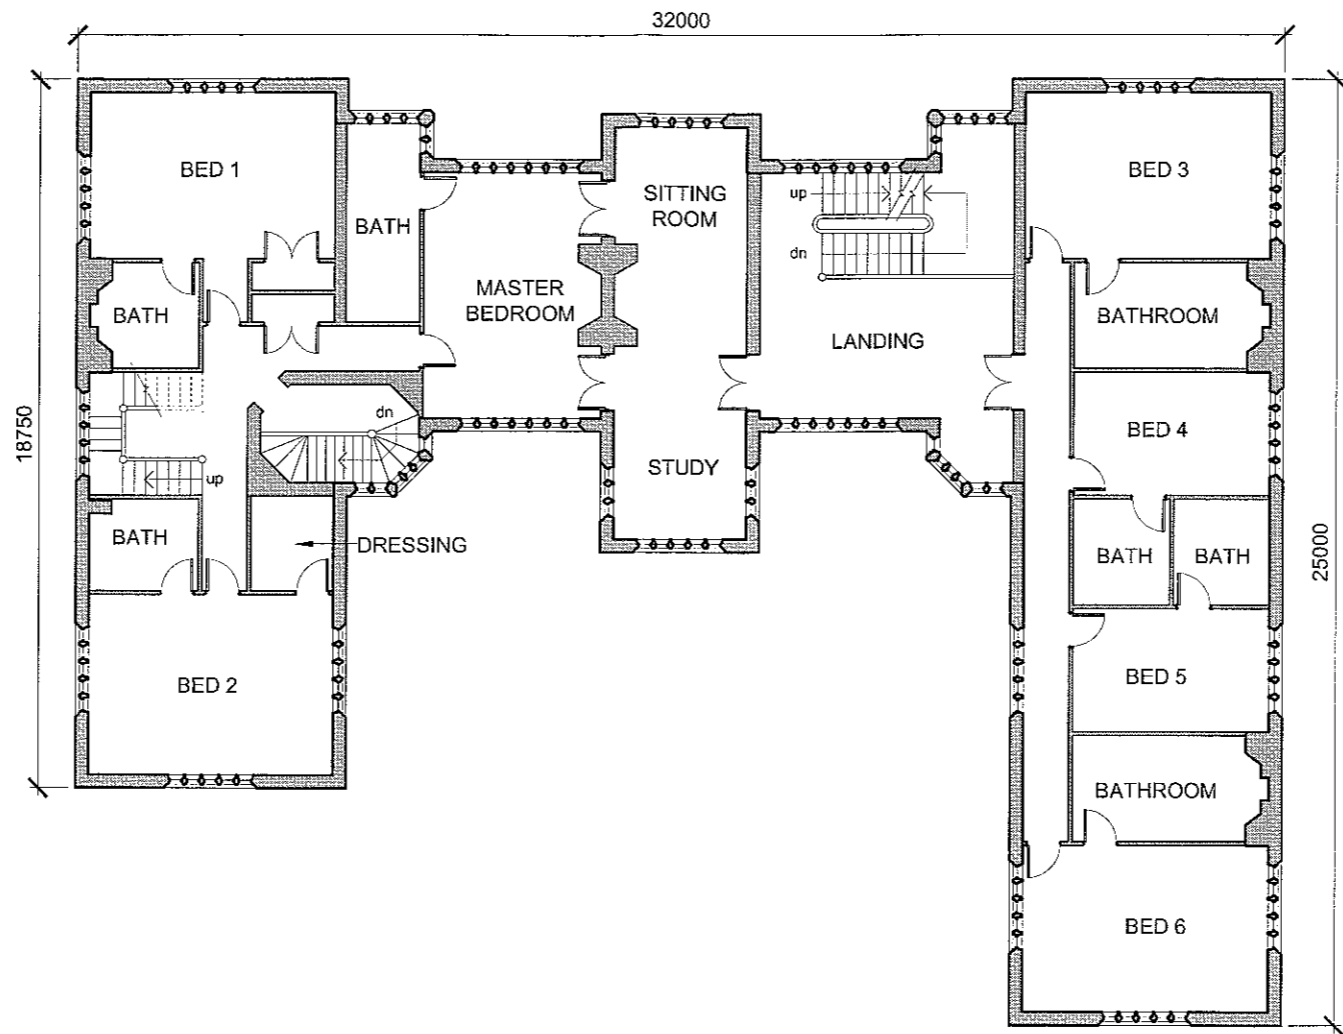 32000
18750
25000
BED 1
BATH
SITTING
ROOM
up
dn
BED 3
BATH
MASTER
BEDROOM
LANDING
BATHROOM
dn
BED 4
up
STUDY
BATH
DRESSING
BATH
BATH
BED 2
BED 5
BATHROOM
BED 6